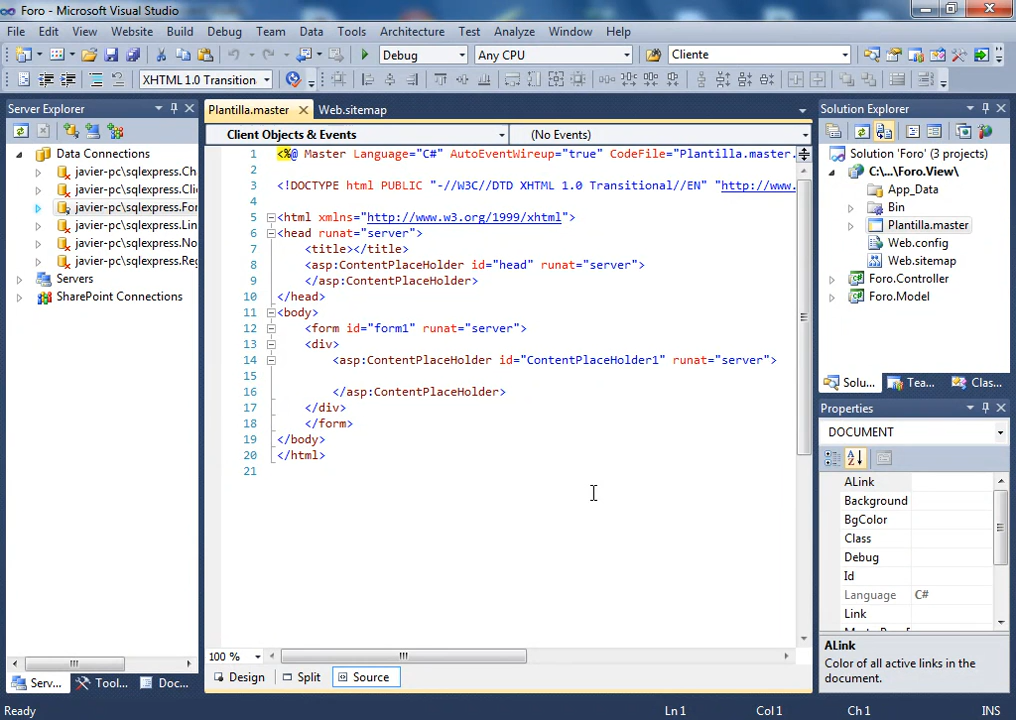 Foro - Microsoft Visual Studio
File Edit View Website Build Debug Team Data Tools Architecture Test Analyze Window Help
Debug Any CPU Cliente
XHTML 1.0 Transition
Server Explorer
Data Connections
javier-pc\sqlexpress.Ch
javier-pc\sqlexpress.Cli
javier-pc\sqlexpress.For
javier-pc\sqlexpress.Lin
javier-pc\sqlexpress.No
javier-pc\sqlexpress.Reg
Servers
SharePoint Connections
Serv... Tool... Doc...
Plantilla.master Web.sitemap
Client Objects & Events (No Events)
1 <%@ Master Language="C#" AutoEventWireup="true" CodeFile="Plantilla.master.
2
3 <!DOCTYPE html PUBLIC "-//W3C//DTD XHTML 1.0 Transitional//EN" "http://www.
4
5 <html xmlns="http://www.w3.org/1999/xhtml">
6 <head runat="server">
7 <title></title>
8 <asp:ContentPlaceHolder id="head" runat="server">
9 </asp:ContentPlaceHolder>
10 </head>
11 <body>
12 <form id="form1" runat="server">
13 <div>
14 <asp:ContentPlaceHolder id="ContentPlaceHolder1" runat="server">
15
16 </asp:ContentPlaceHolder>
17 </div>
18 </form>
19 </body>
20 </html>
21
100 %
Design Split Source
Solution Explorer
Solution 'Foro' (3 projects)
C:\...\Foro.View\
App_Data
Bin
Plantilla.master
Web.config
Web.sitemap
Foro.Controller
Foro.Model
Solu... Tea... Clas...
Properties
DOCUMENT
ALink
Background
BgColor
Class
Debug
Id
Language C#
Link
ALink
Color of all active links in the
document.
Ready Ln 1 Col 1 Ch 1 INS